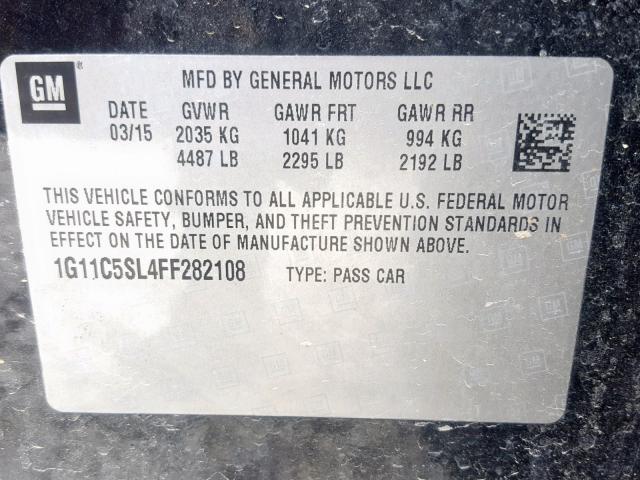 GM ®
MFD BY GENERAL MOTORS LLC
DATE GVWR GAWR FRT GAWR RR
03/15 2035 KG 1041 KG 994 KG
4487 LB 2295 LB 2192 LB
THIS VEHICLE CONFORMS TO ALL APPLICABLE U.S. FEDERAL MOTOR
VEHICLE SAFETY, BUMPER, AND THEFT PREVENTION STANDARDS IN
EFFECT ON THE DATE OF MANUFACTURE SHOWN ABOVE.
1G11C5SL4FF282108 TYPE: PASS CAR